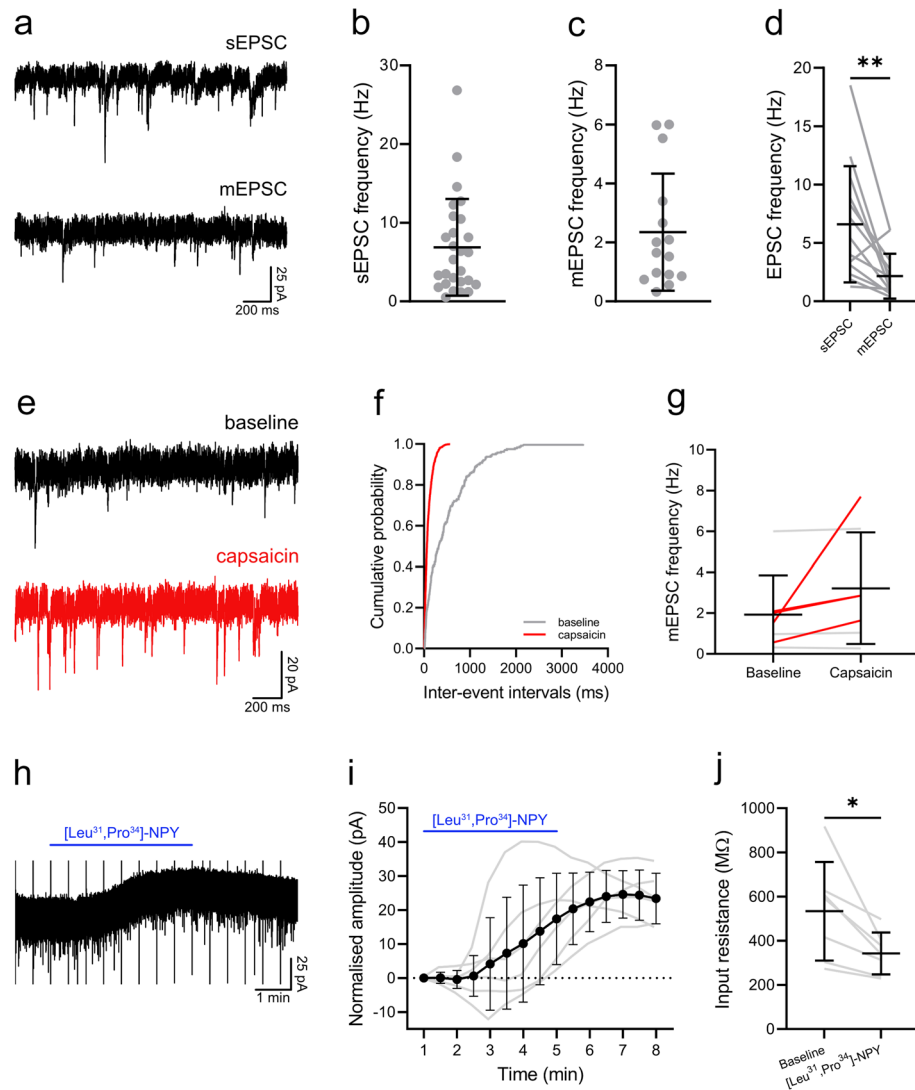 a
sEPSC
mEPSC
25 pA
200 ms
b
sEPSC frequency (Hz)
30
20
10
0
c
mEPSC frequency (Hz)
8
6
4
2
0
d
**
EPSC frequency (Hz)
20
15
10
5
0
sEPSC
mEPSC
e
baseline
capsaicin
20 pA
200 ms
f
Cumulative probability
1.0
0.8
0.6
0.4
0.2
0.0
baseline
capsaicin
0 1000 2000 3000 4000
Inter-event intervals (ms)
g
mEPSC frequency (Hz)
10
8
6
4
2
0
Baseline Capsaicin
h
[Leu31,Pro34]-NPY
25 pA
1 min
i
[Leu31,Pro34]-NPY
Normalised amplitude (pA)
50
40
30
20
10
0
-10
1 2 3 4 5 6 7 8
Time (min)
j
*
Input resistance (MΩ)
1000
800
600
400
200
0
Baseline
[Leu31,Pro34]-NPY